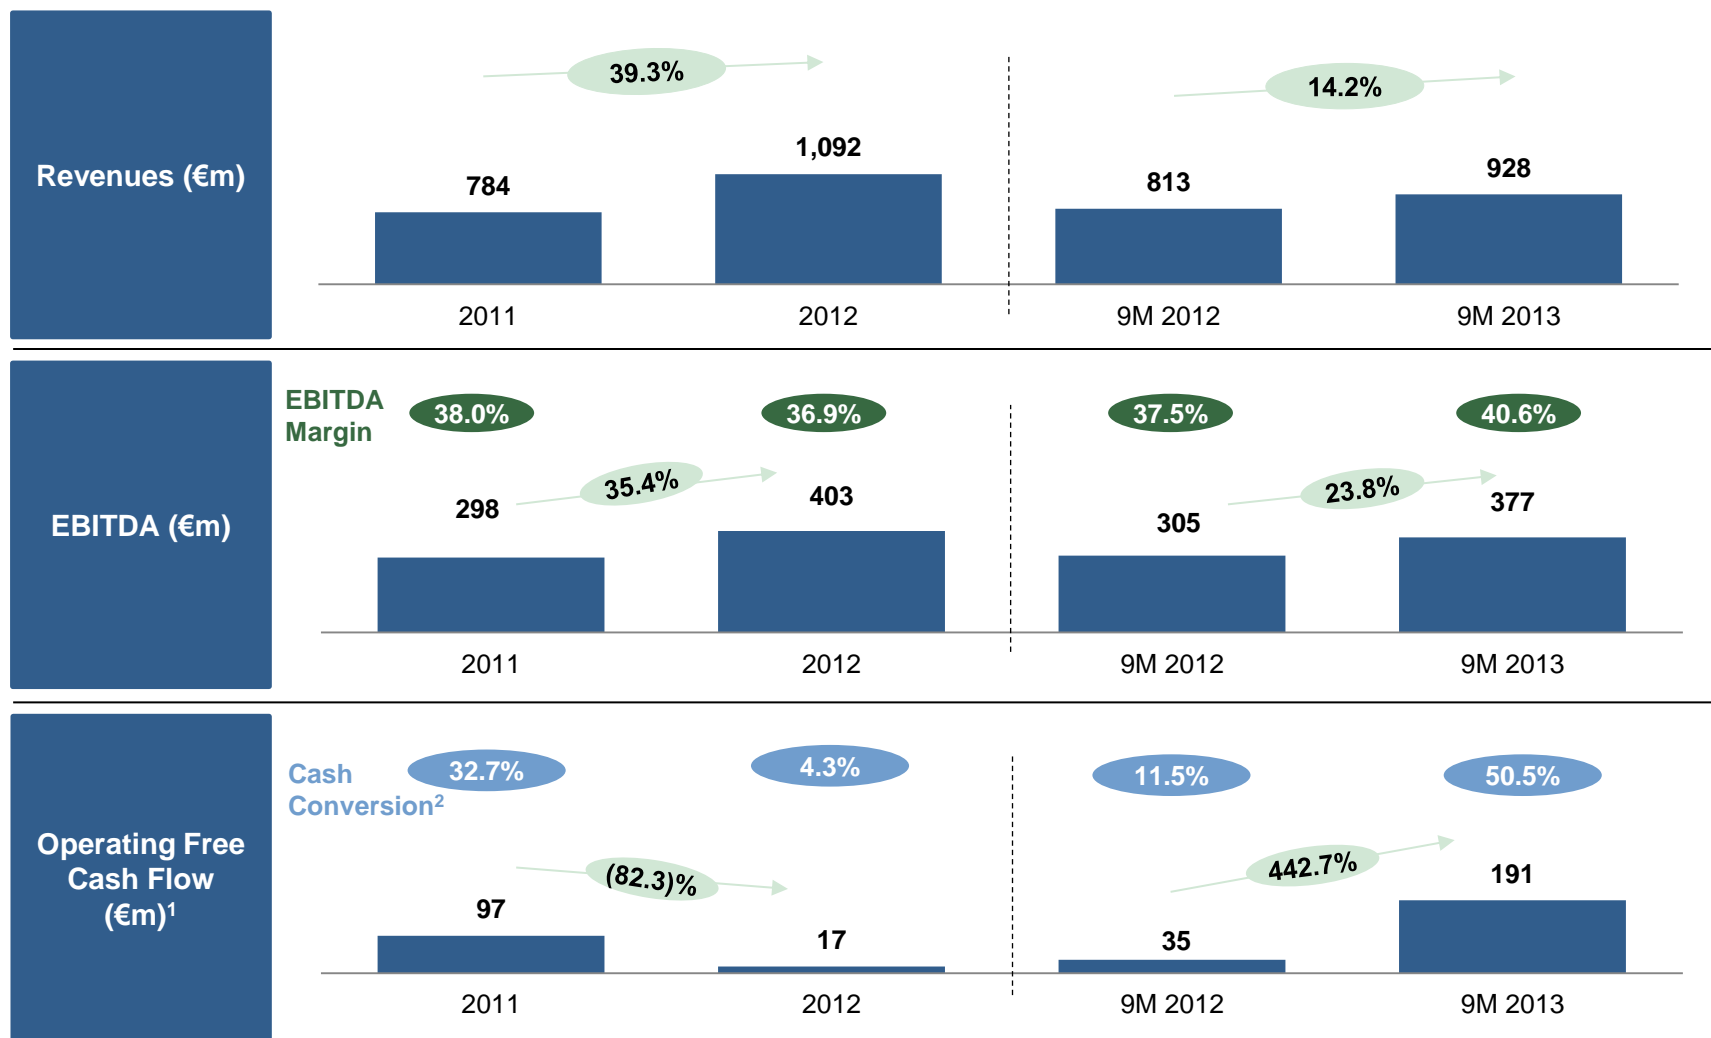 Revenues (€m)
39.3%
14.2%
784
1,092
813
928
2011
2012
9M 2012
9M 2013
EBITDA (€m)
EBITDA
Margin
38.0%
36.9%
37.5%
40.6%
35.4%
23.8%
298
403
305
377
2011
2012
9M 2012
9M 2013
Operating Free
Cash Flow
(€m)¹
Cash
Conversion²
32.7%
4.3%
11.5%
50.5%
(82.3)%
442.7%
97
17
35
191
2011
2012
9M 2012
9M 2013